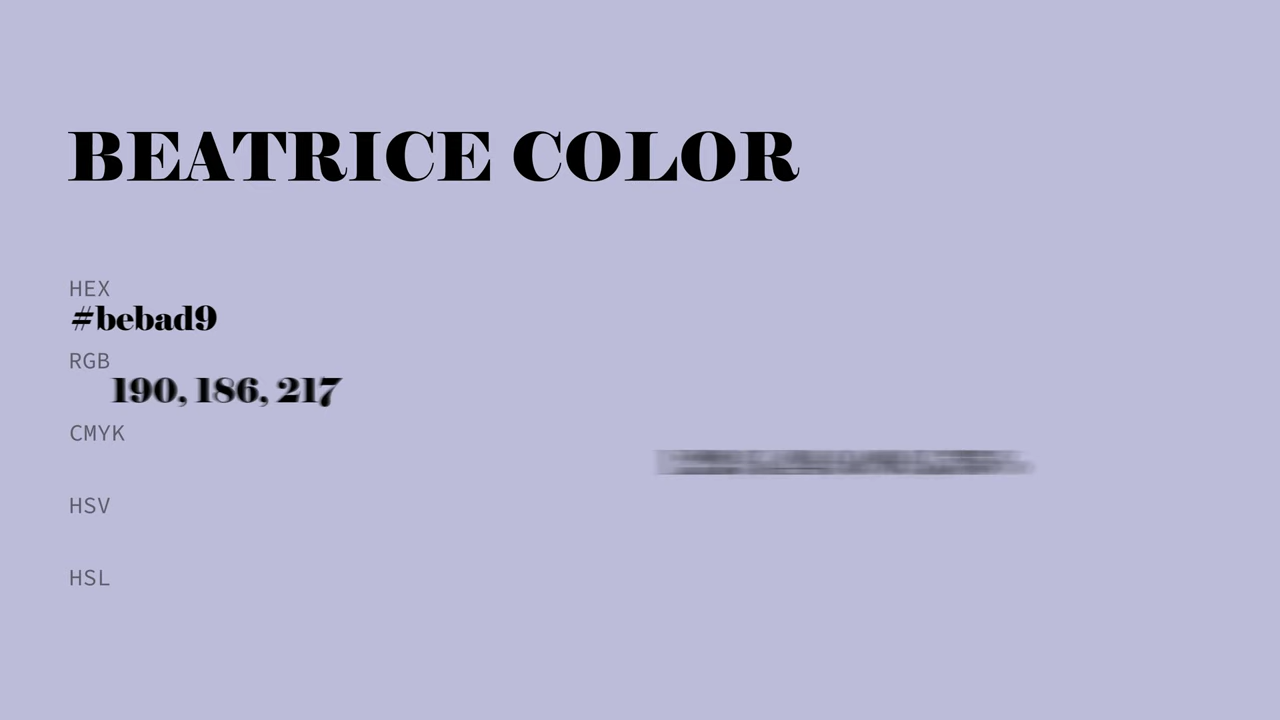 BEATRICE COLOR
HEX
#bebad9
RGB
190, 186, 217
CMYK
HSV
HSL